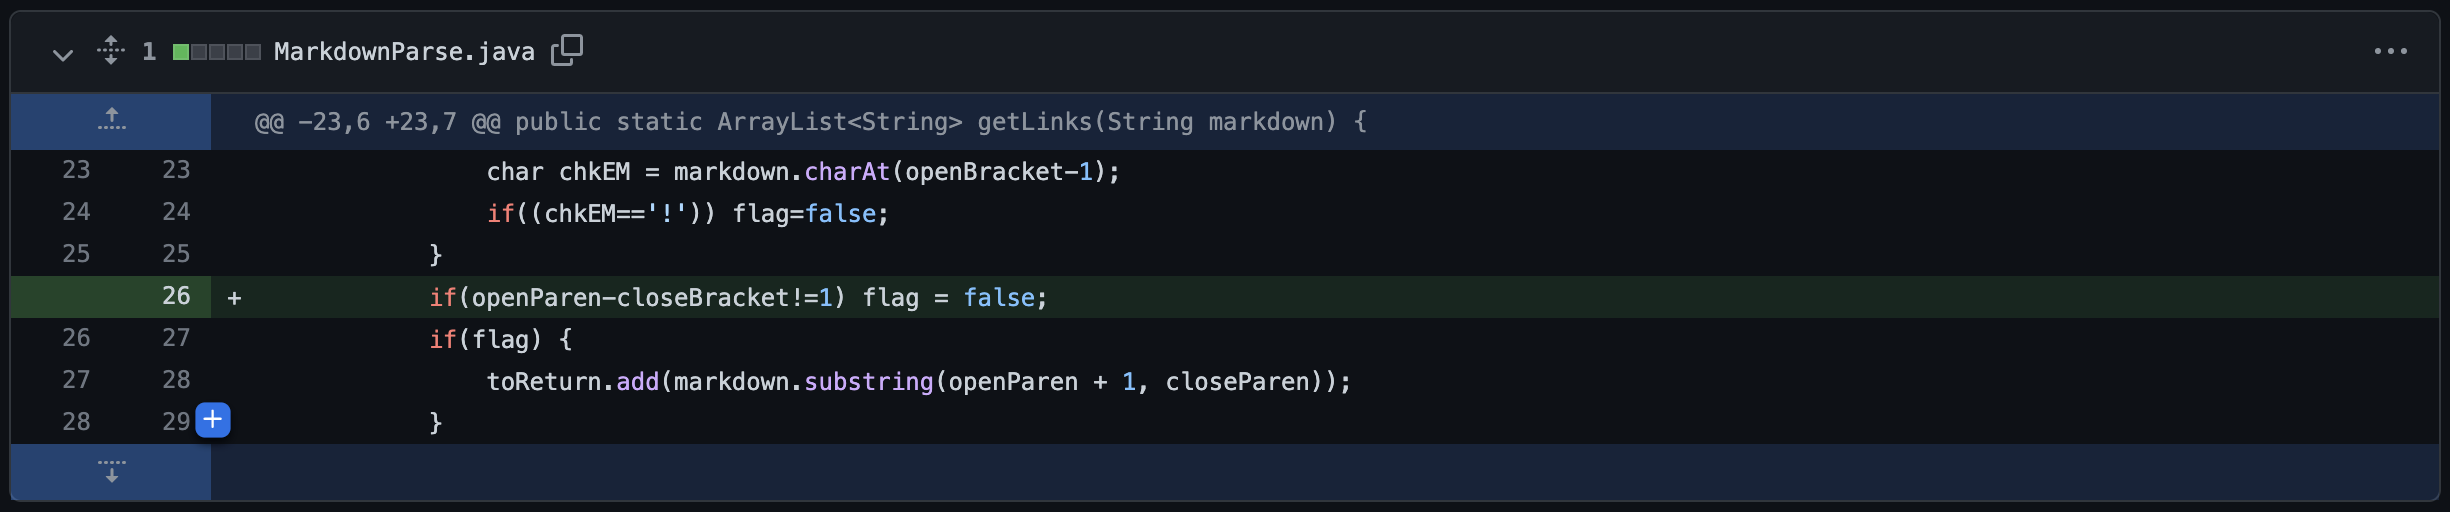 1 MarkdownParse.java
@@ -23,6 +23,7 @@ public static ArrayList<String> getLinks(String markdown) {
23 23 char chkEM = markdown.charAt(openBracket-1);
24 24 if((chkEM=='!')) flag=false;
25 25 }
26 + if(openParen-closeBracket!=1) flag = false;
26 27 if(flag) {
27 28 toReturn.add(markdown.substring(openParen + 1, closeParen));
28 29 }